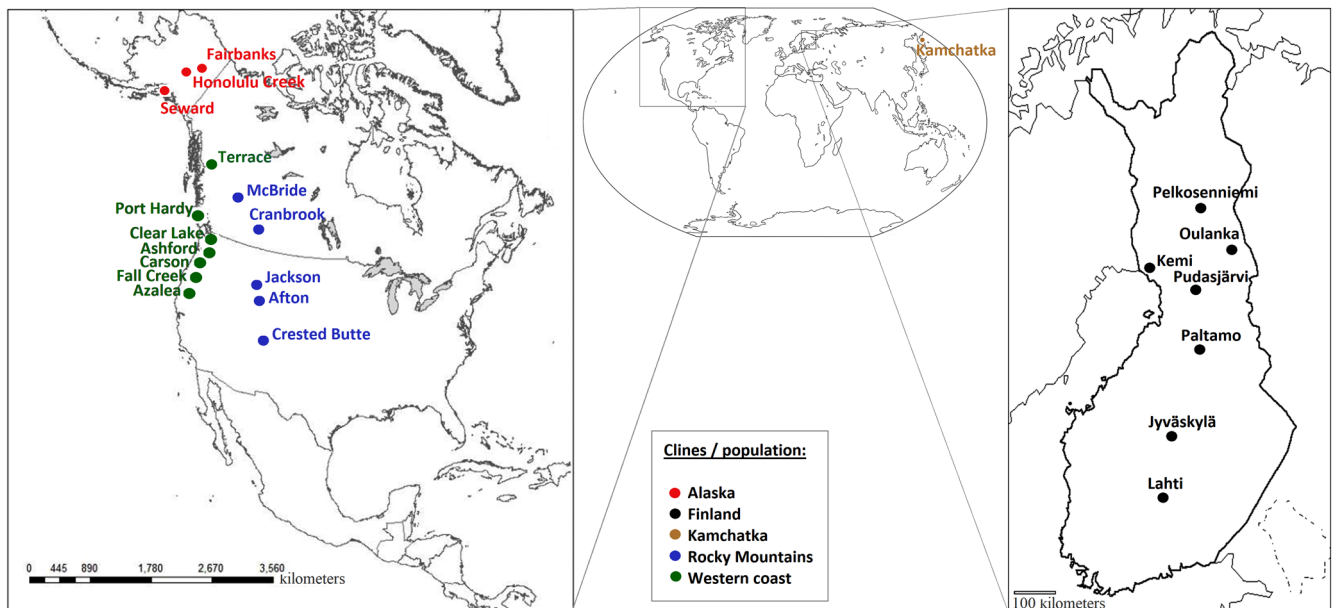 Fairbanks
Honolulu Creek
Seward
Terrace
McBride
Port Hardy
Cranbrook
Clear Lake
Ashford
Carson
Fall Creek
Azalea
Jackson
Afton
Crested Butte
0 445 890 1,780 2,670 3,560
kilometers
Kamchatka
Clines / population:
Alaska
Finland
Kamchatka
Rocky Mountains
Western coast
Pelkosenniemi
Oulanka
Kemi
Pudasjärvi
Paltamo
Jyväskylä
Lahti
100 kilometers